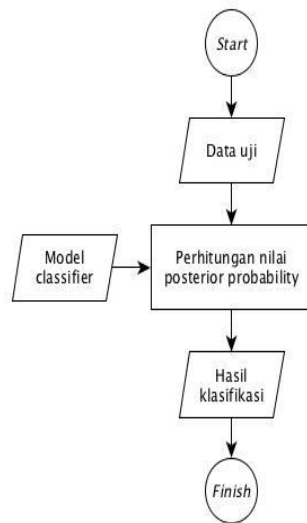 Start
Data uji
Model
classifier
Perhitungan nilai
posterior probability
Hasil
klasifikasi
Finish